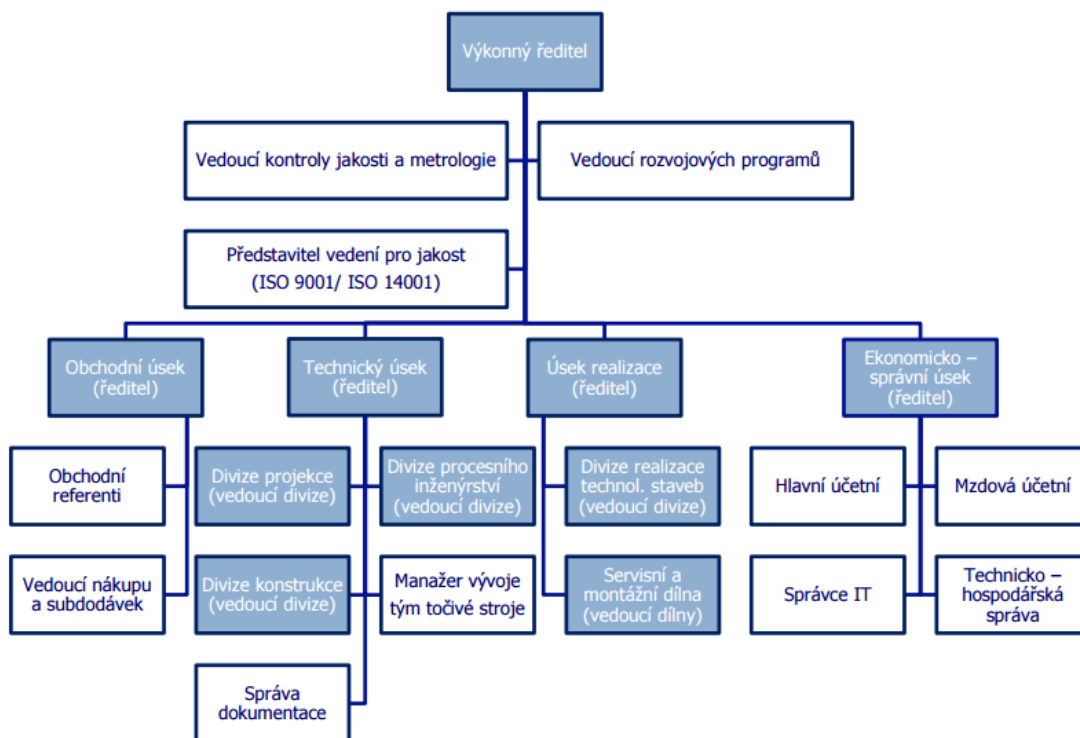 Výkonný ředitel
Vedoucí kontroly jakosti a metrologie
Vedoucí rozvojových programů
Představitel vedení pro jakost
(ISO 9001/ ISO 14001)
Obchodní úsek
(ředitel)
Technický úsek
(ředitel)
Úsek realizace
(ředitel)
Ekonomicko –
správní úsek
(ředitel)
Obchodní
referenti
Divize projekce
(vedoucí divize)
Divize procesního
inženýrství
(vedoucí divize)
Divize realizace
technol. staveb
(vedoucí divize)
Hlavní účetní
Mzdová účetní
Vedoucí nákupu
a subdodávek
Divize konstrukce
(vedoucí divize)
Manažer vývoje
tým točivé stroje
Servisní a
montážní dílna
(vedoucí dílny)
Správce IT
Technicko –
hospodářská
správa
Správa
dokumentace